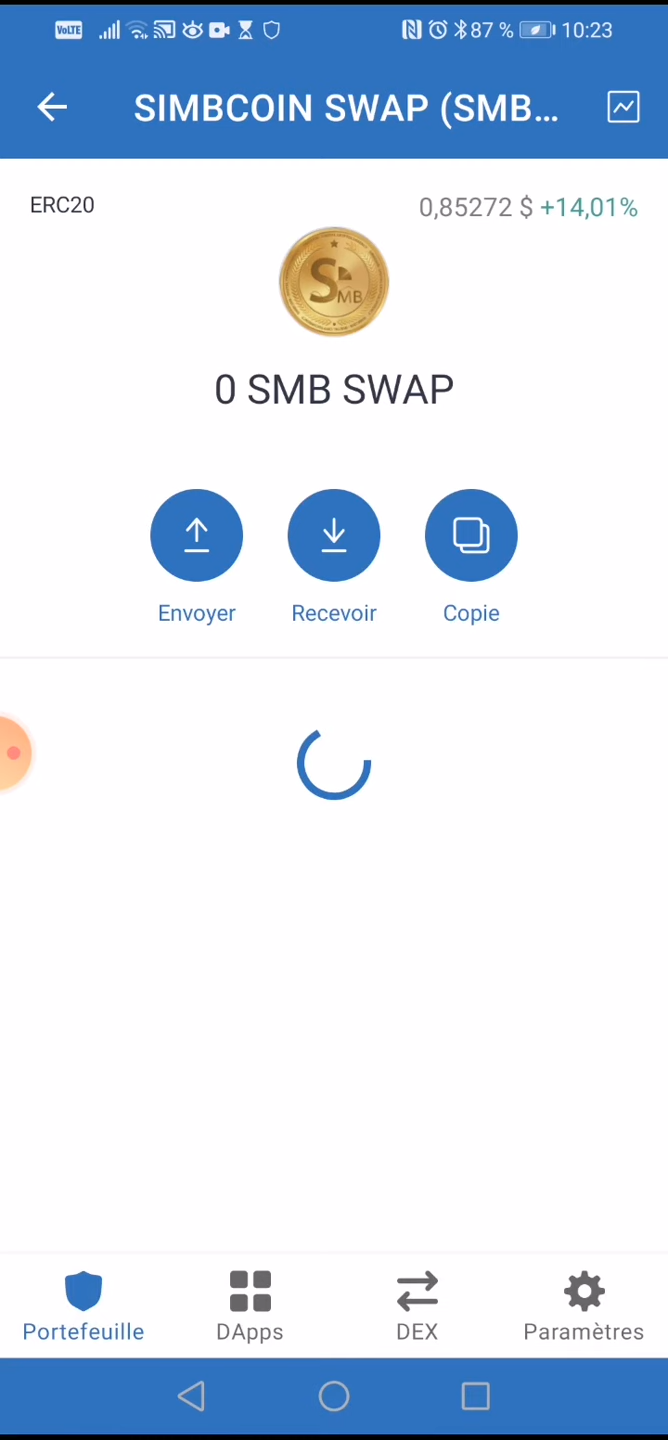 VoLTE 87 % 10:23
SIMBCOIN SWAP (SMB...
ERC20
0,85272 $ +14,01%
SMB
0 SMB SWAP
Envoyer Recevoir Copie
Portefeuille DApps DEX Paramètres